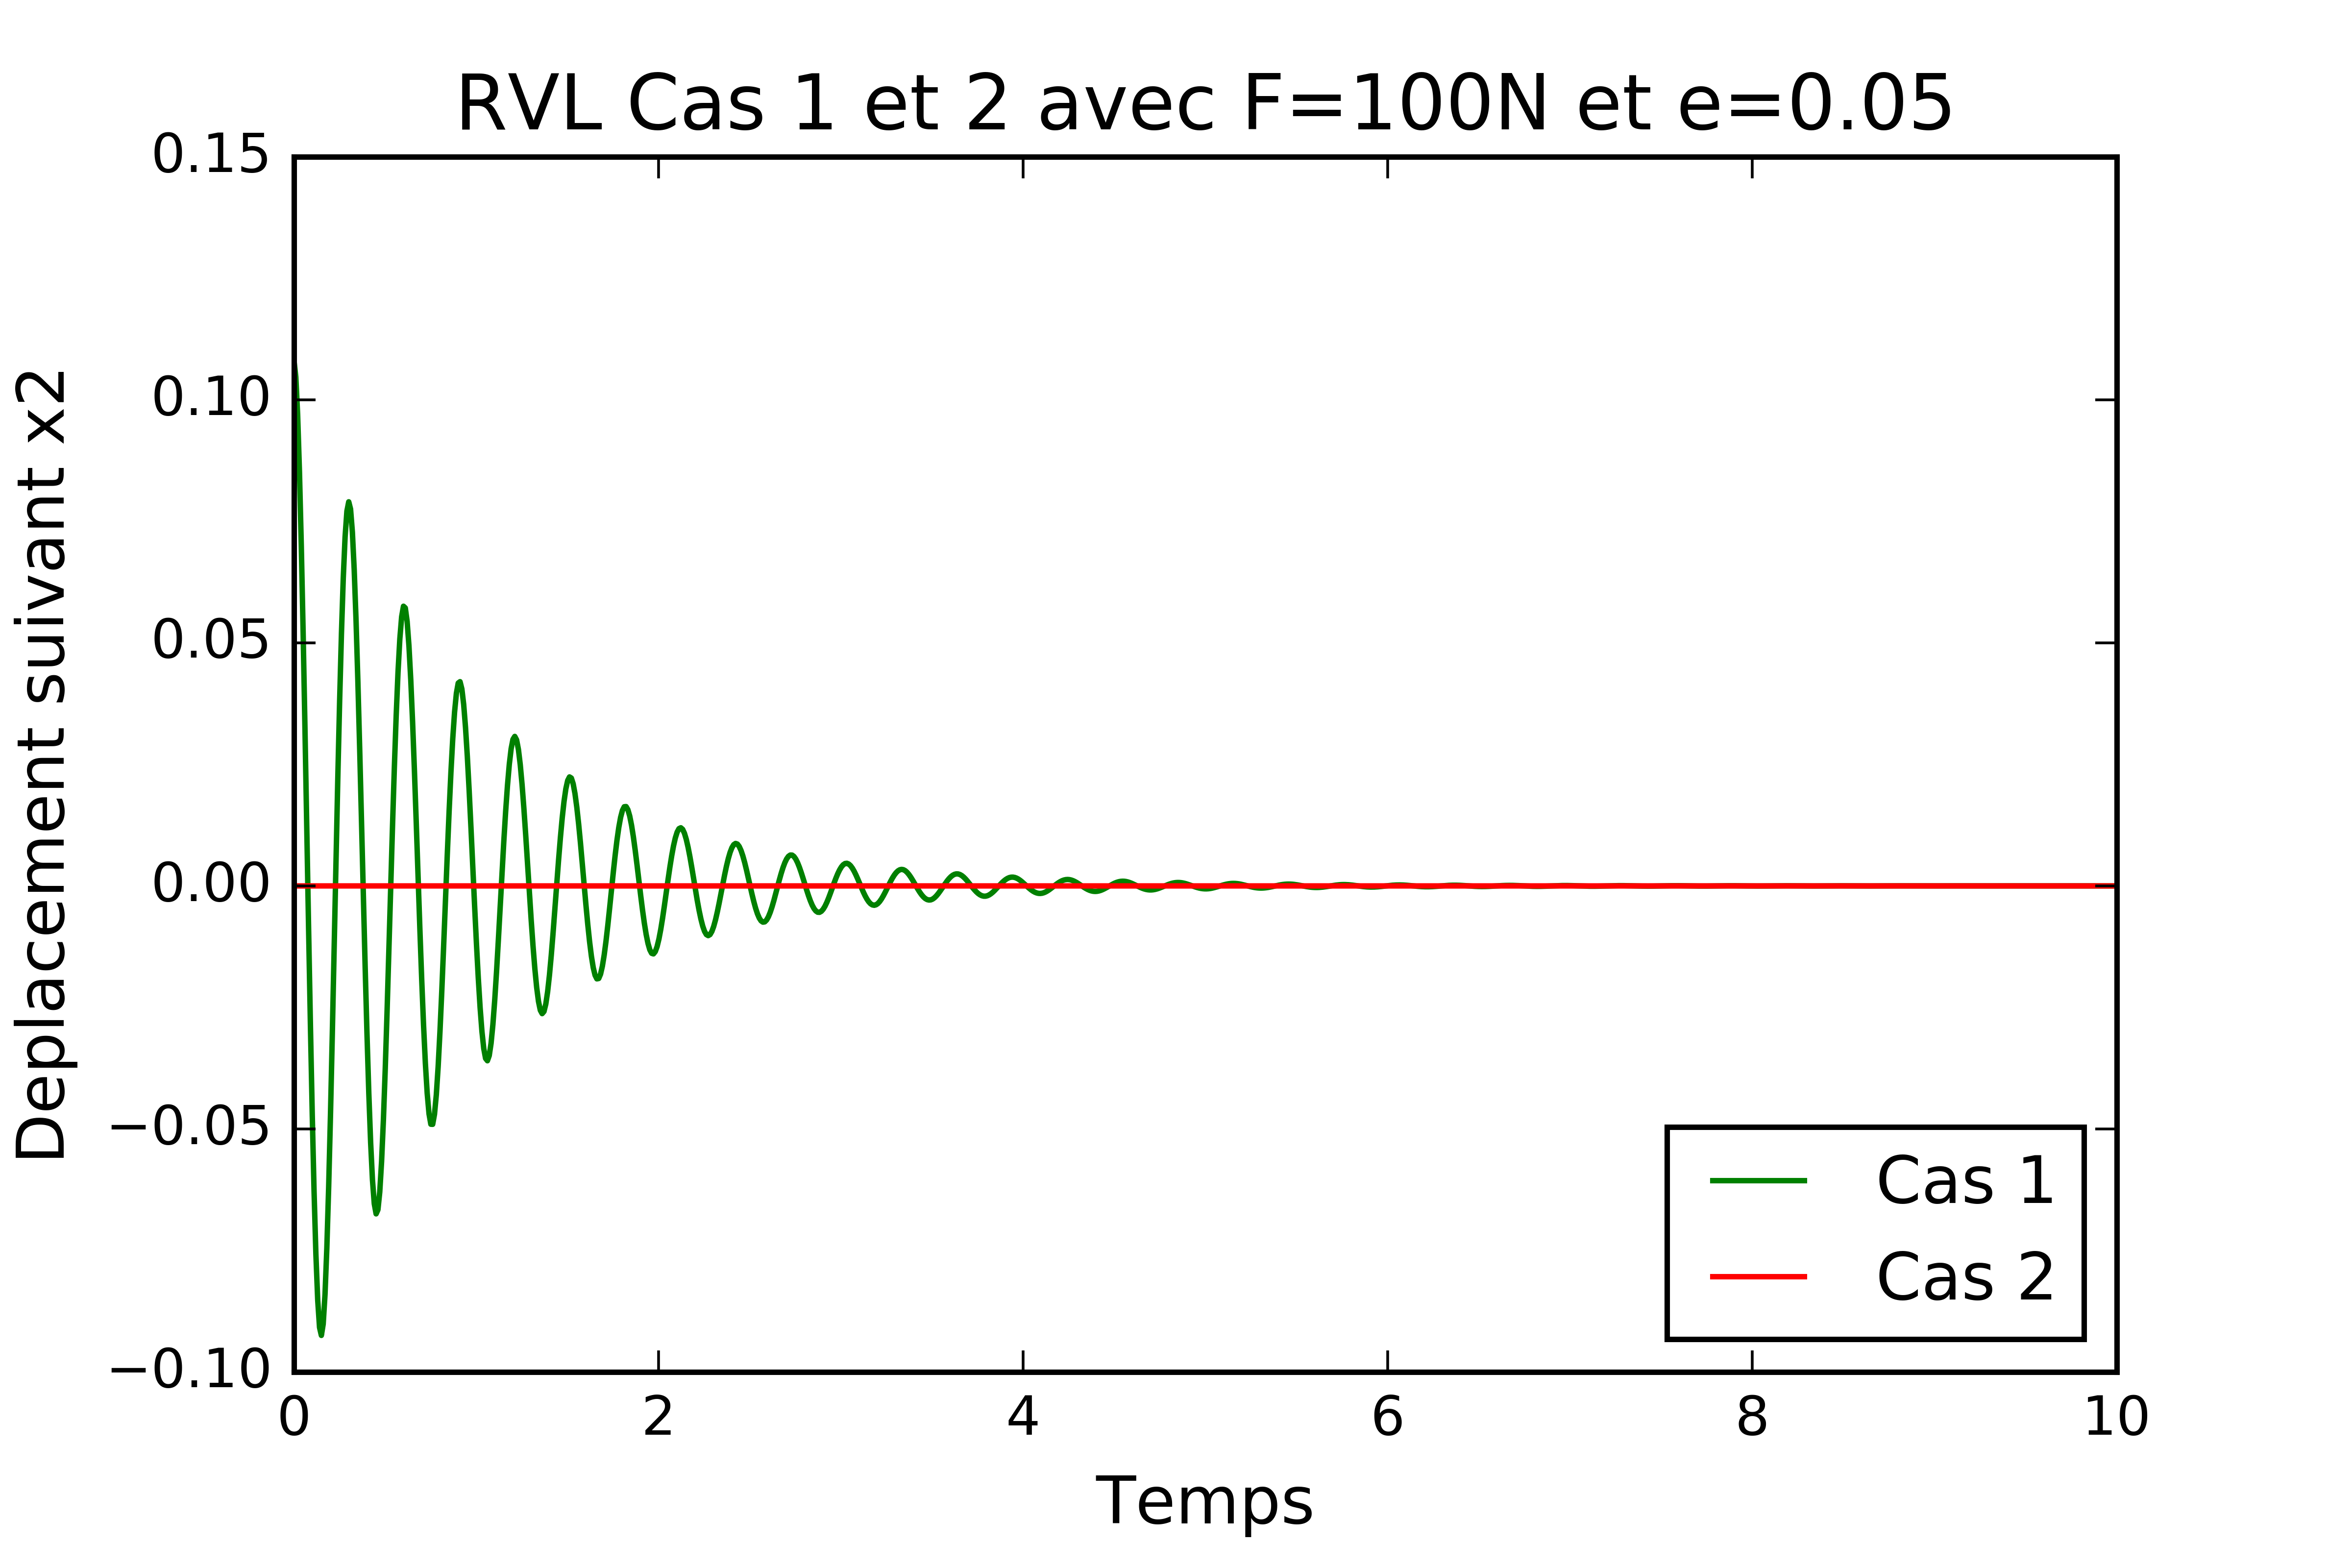 RVL Cas 1 et 2 avec F=100N et e=0.05
0.15
0.10
0.05
0.00
−0.05
−0.10
Deplacement suivant x2
Cas 1
Cas 2
0 2 4 6 8 10
Temps